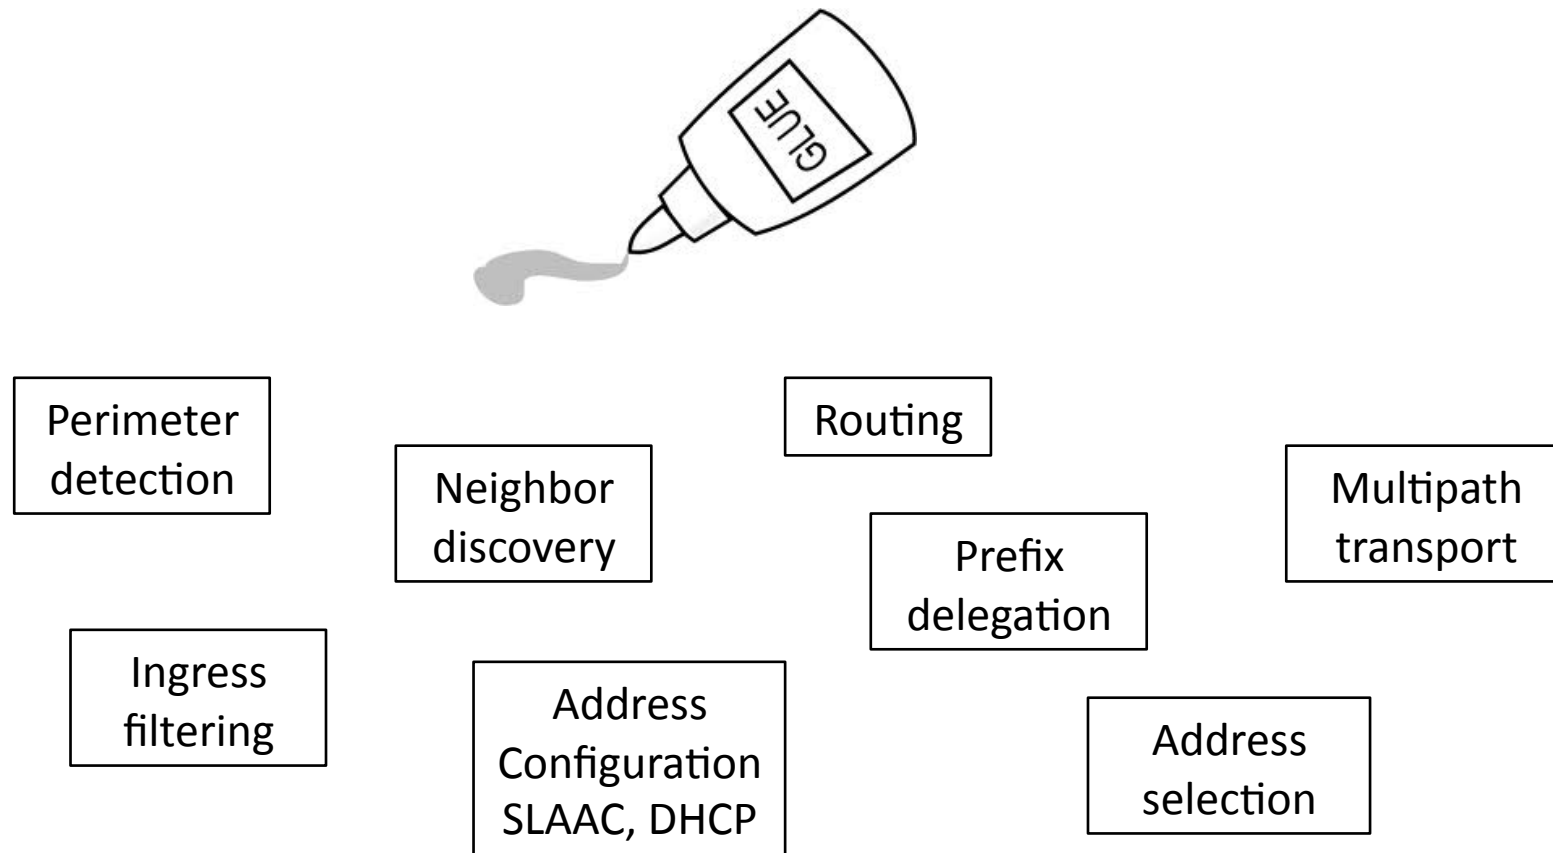 GLUE
Perimeter
detection
Neighbor
discovery
Routing
Prefix
delegation
Multipath
transport
Ingress
filtering
Address
Configuration
SLAAC, DHCP
Address
selection